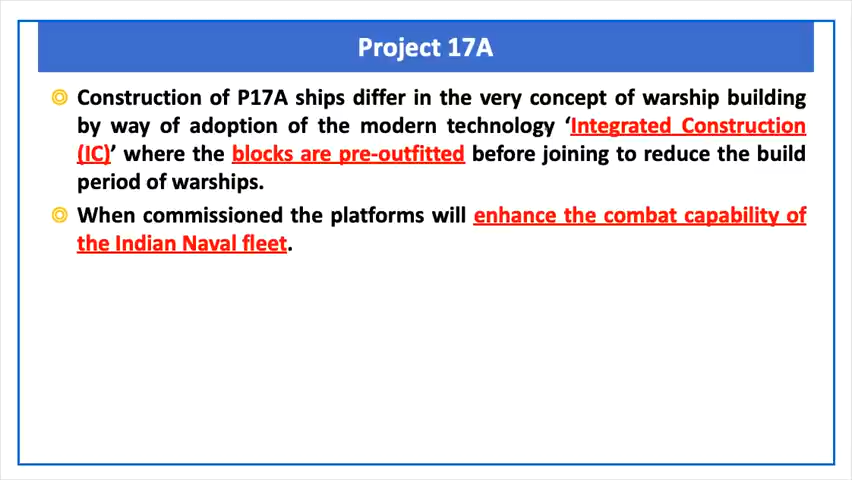 Project 17A
Construction of P17A ships differ in the very concept of warship building
by way of adoption of the modern technology ‘Integrated Construction
(IC)’ where the blocks are pre-outfitted before joining to reduce the build
period of warships.
When commissioned the platforms will enhance the combat capability of
the Indian Naval fleet.